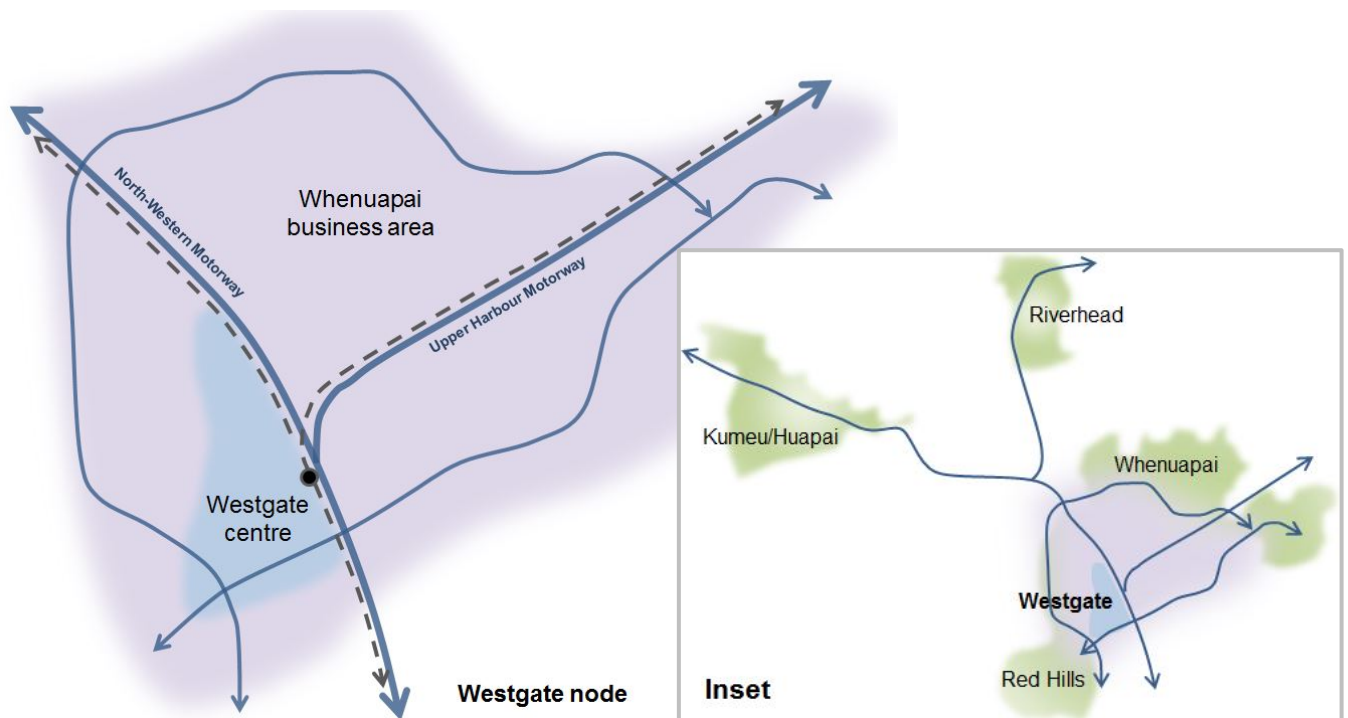 North-Western Motorway
Whenuapai
business area
Upper Harbour Motorway
Westgate
centre
Westgate node
Riverhead
Kumeu/Huapai
Whenuapai
Westgate
Red Hills
Inset